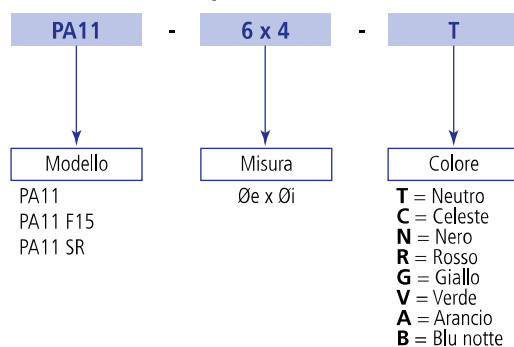 PA11 - 6 x 4 - T
Modello Misura Colore
PA11 Øe x Øi T = Neutro
PA11 F15 C = Celeste
PA11 SR N = Nero
R = Rosso
G = Giallo
V = Verde
A = Arancio
B = Blu notte